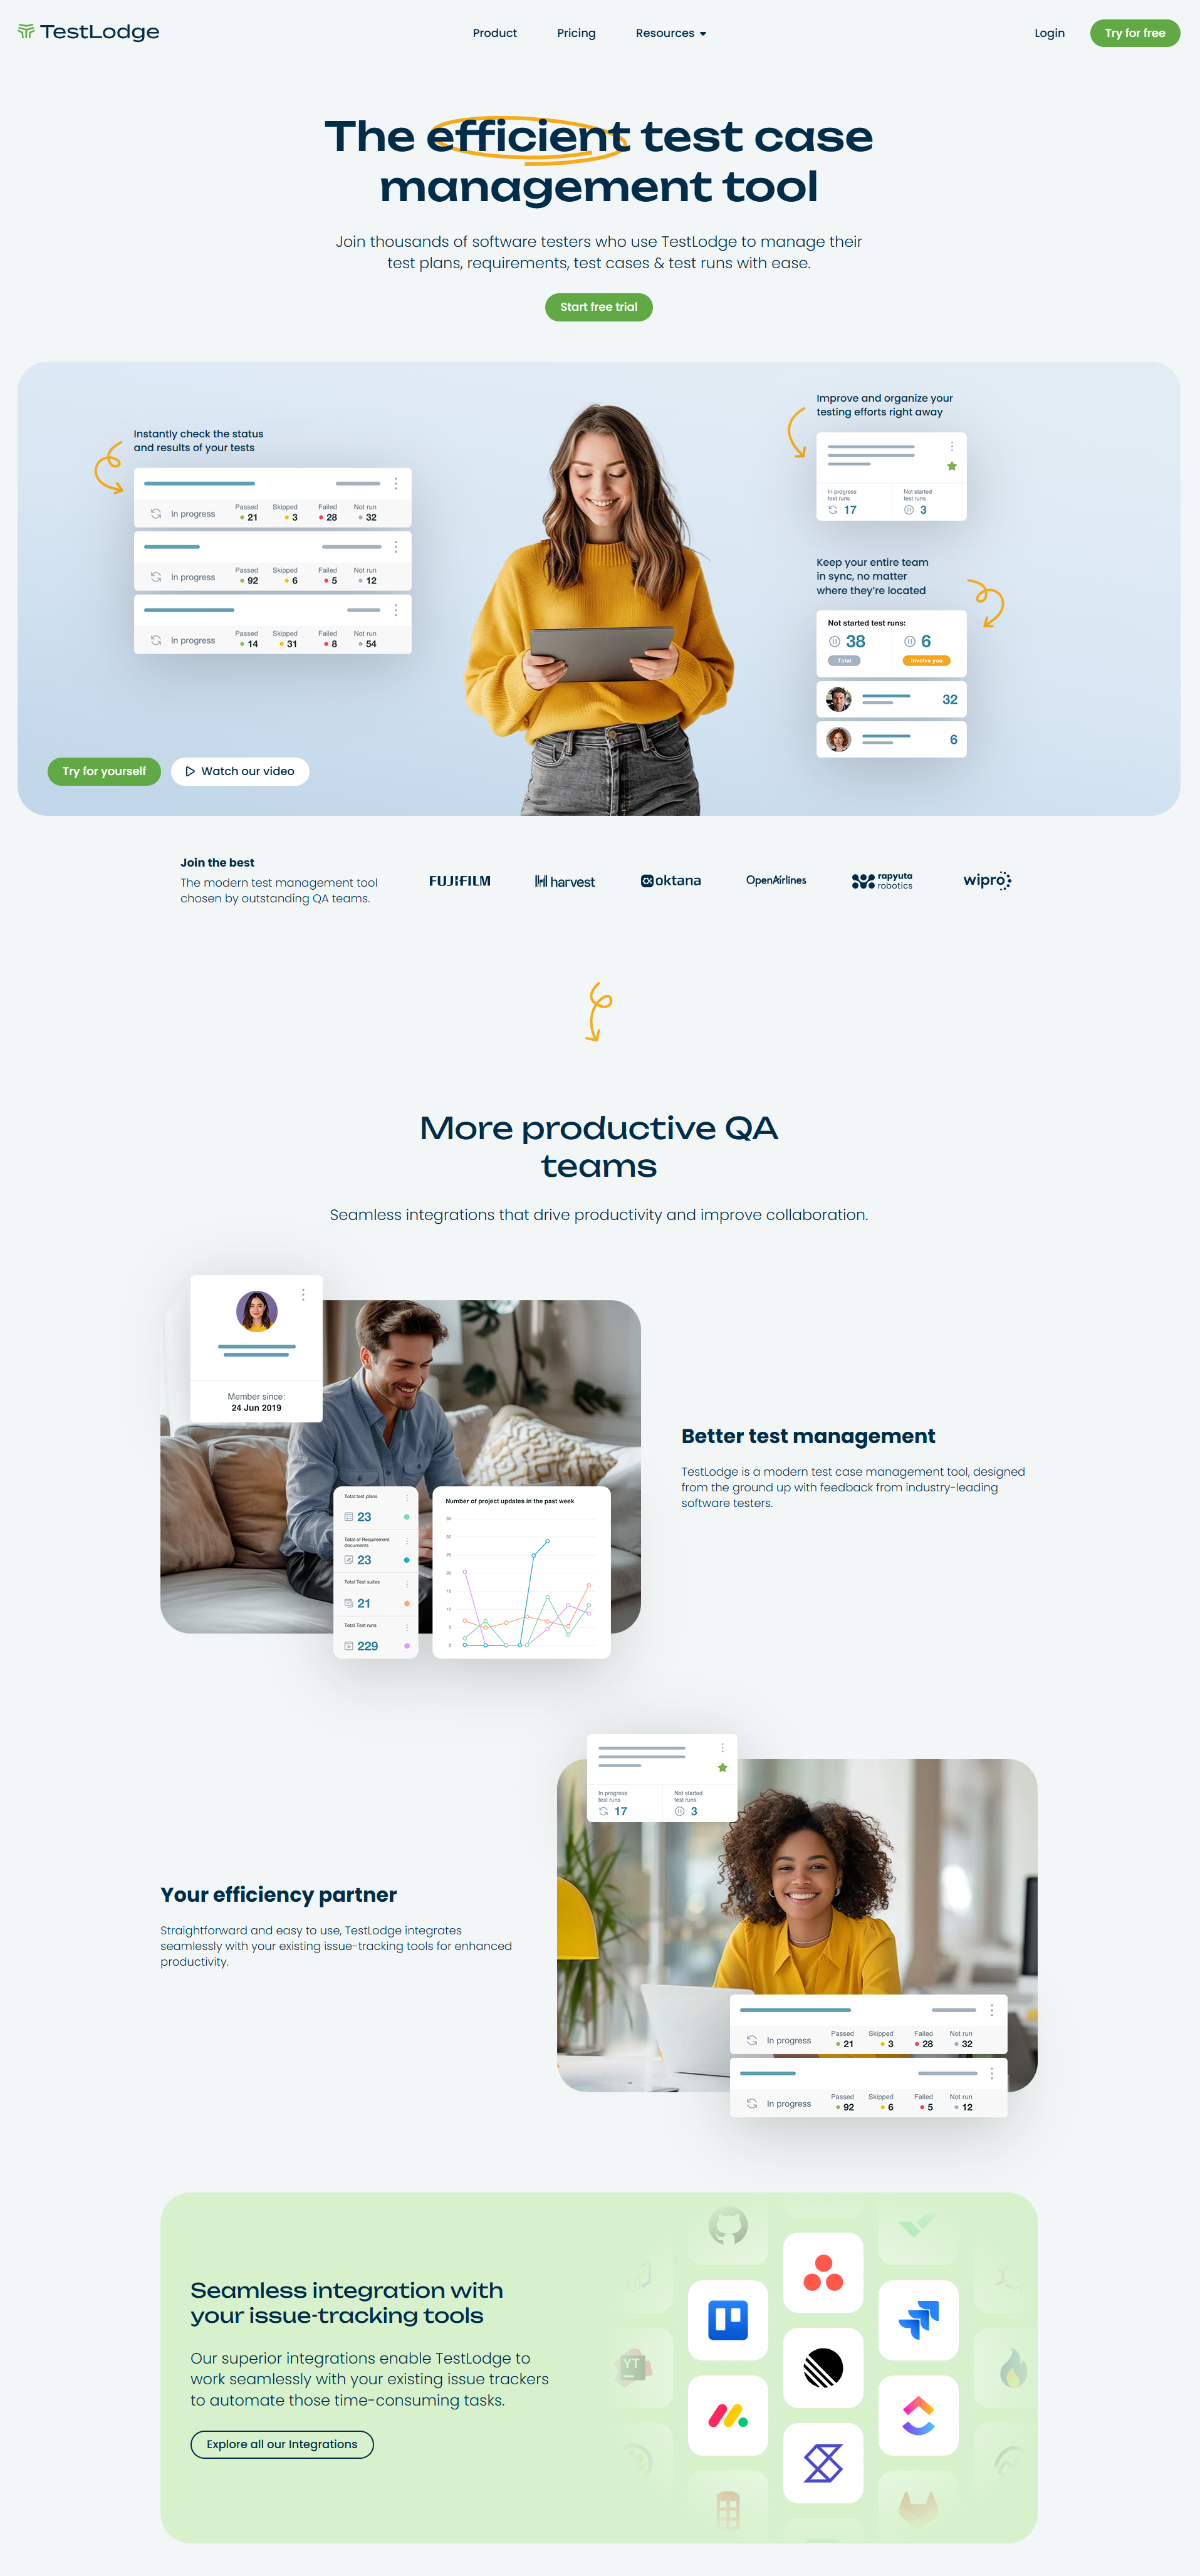 TestLodge
Product
Pricing
Resources
Login
Try for free
The efficient test case
management tool
Join thousands of software testers who use TestLodge to manage their
test plans, requirements, test cases & test runs with ease.
Start free trial
Instantly check the status
and results of your tests
In progress
Passed
21
Skipped
3
Failed
28
Not run
32
In progress
Passed
92
Skipped
6
Failed
5
Not run
12
In progress
Passed
14
Skipped
31
Failed
8
Not run
54
Improve and organize your
testing efforts right away
In progress
test runs
17
Not started
test runs
3
Keep your entire team
in sync, no matter
where they're located
Not started test runs:
38
Total
6
Involve you
32
6
Try for yourself
Watch our video
Join the best
The modern test management tool
chosen by outstanding QA teams.
FUJIFILM
harvest
oktana
OpenAirlines
rapyuta
robotics
wipro
More productive QA
teams
Seamless integrations that drive productivity and improve collaboration.
Member since:
24 Jun 2019
Total test plans
23
Total of Requirement
documents
23
Total Test suites
21
Total Test runs
229
Number of project updates in the past week
35
30
25
20
15
10
5
0
Better test management
TestLodge is a modern test case management tool, designed
from the ground up with feedback from industry-leading
software testers.
Your efficiency partner
Straightforward and easy to use, TestLodge integrates
seamlessly with your existing issue-tracking tools for enhanced
productivity.
In progress
test runs
17
Not started
test runs
3
In progress
Passed
21
Skipped
3
Failed
28
Not run
32
In progress
Passed
92
Skipped
6
Failed
5
Not run
12
Seamless integration with
your issue-tracking tools
Our superior integrations enable TestLodge to
work seamlessly with your existing issue trackers
to automate those time-consuming tasks.
Explore all our Integrations
YT